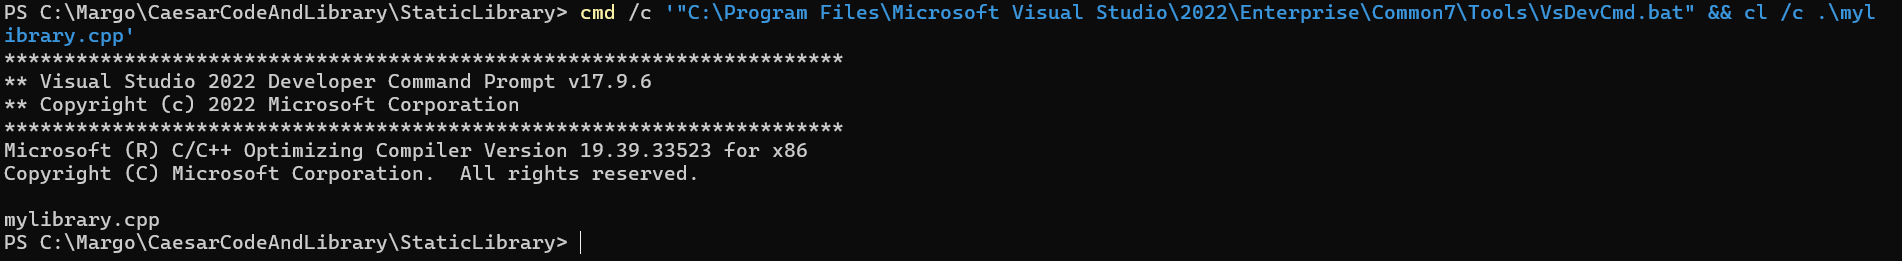 PS C:\Margo\CaesarCodeAndLibrary\StaticLibrary> cmd /c '"C:\Program Files\Microsoft Visual Studio\2022\Enterprise\Common7\Tools\VsDevCmd.bat" && cl /c .\myl
ibrary.cpp'
**********************************************************************
** Visual Studio 2022 Developer Command Prompt v17.9.6
** Copyright (c) 2022 Microsoft Corporation
**********************************************************************
Microsoft (R) C/C++ Optimizing Compiler Version 19.39.33523 for x86
Copyright (C) Microsoft Corporation.  All rights reserved.

mylibrary.cpp
PS C:\Margo\CaesarCodeAndLibrary\StaticLibrary>